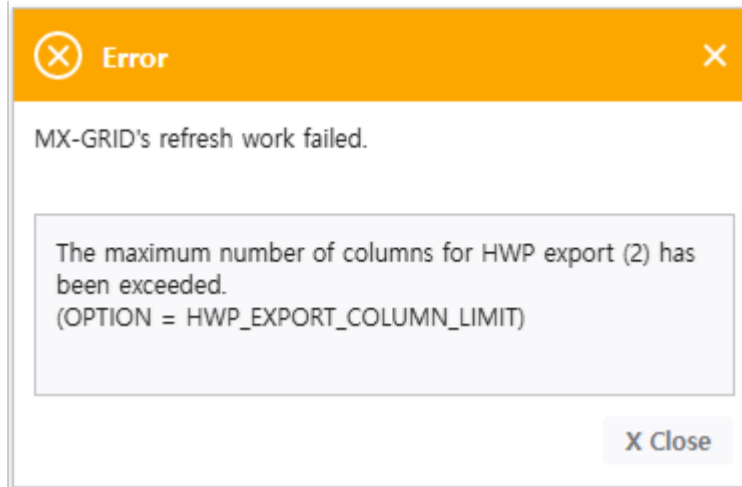 Error
MX-GRID's refresh work failed.
The maximum number of columns for HWP export (2) has
been exceeded.
(OPTION = HWP_EXPORT_COLUMN_LIMIT)
X Close